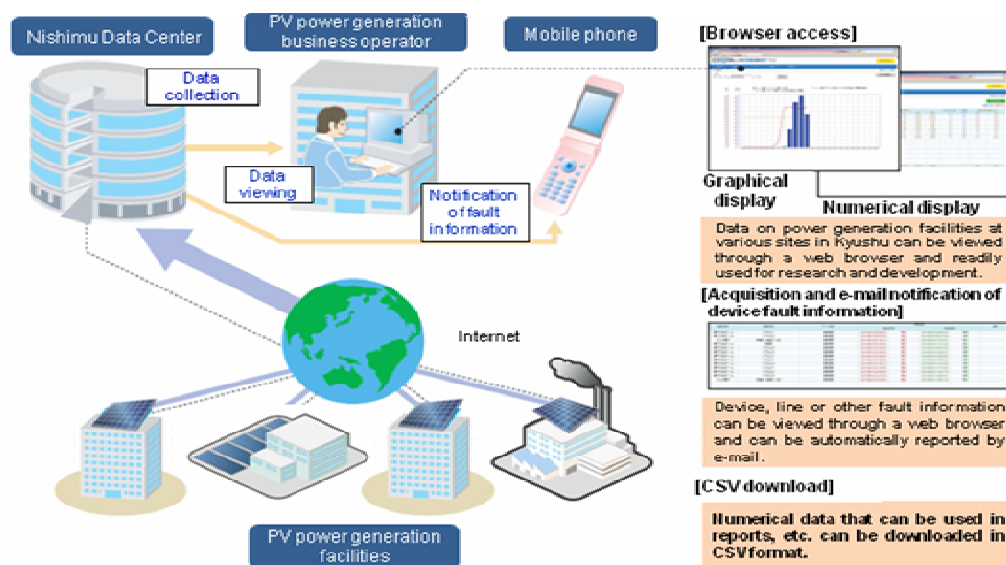 Nishimu Data Center
PV power generation
business operator
Mobile phone
Data
collection
Data
viewing
Notification
of fault
information
Internet
PV power generation
facilities
[Browser access]
Graphical
display
Numerical display
Data on power generation facilities at
various sites in Kyushu can be viewed
through a web browser and readily
used for research and development.
[Acquisition and e-mail notification of
device fault information]
Device, line or other fault information
can be viewed through a web browser
and can be automatically reported by
e-mail.
[CSV download]
Numerical data that can be used in
reports, etc. can be downloaded in
CSV format.